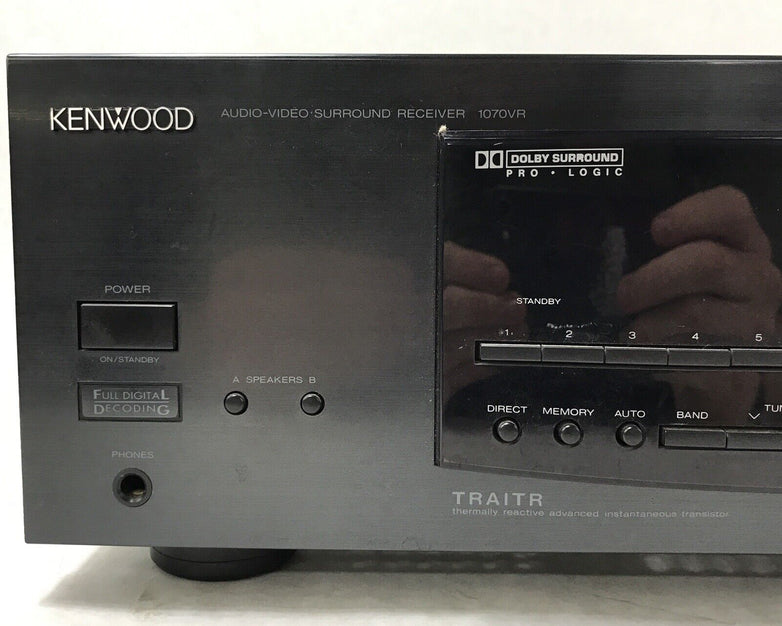 KENWOOD
AUDIO-VIDEO·SURROUND RECEIVER 1070VR
DOLBY SURROUND
PRO · LOGIC
POWER
ON/STANDBY
FULL DIGITAL
DECODING
PHONES
A SPEAKERS B
STANDBY
1 2 3 4 5
DIRECT MEMORY AUTO BAND
TRAITR
thermally reactive advanced instantaneous transistor